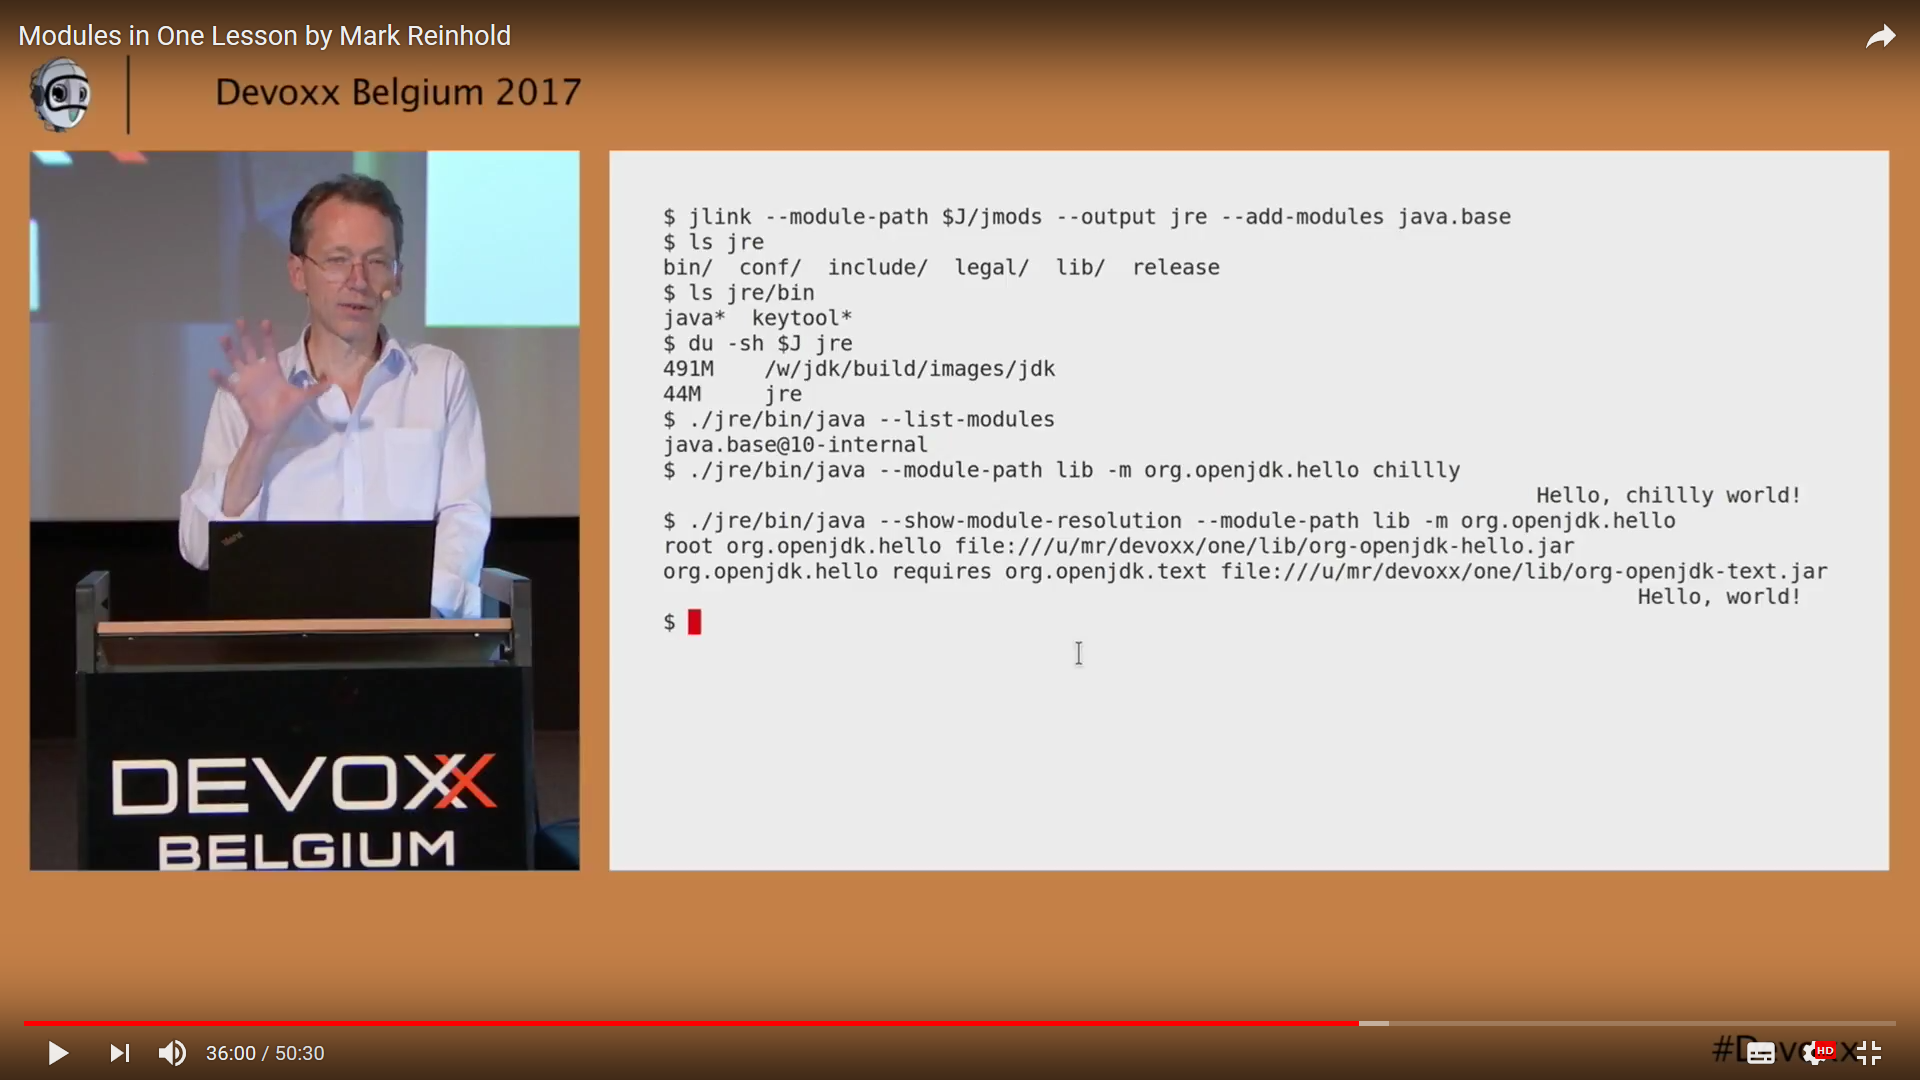 Modules in One Lesson by Mark Reinhold
Devoxx Belgium 2017
$ jlink --module-path $J/jmods --output jre --add-modules java.base
$ ls jre
bin/  conf/  include/  legal/  lib/  release
$ ls jre/bin
java*  keytool*
$ du -sh $J jre
491M    /w/jdk/build/images/jdk
44M     jre
$ ./jre/bin/java --list-modules
java.base@10-internal
$ ./jre/bin/java --module-path lib -m org.openjdk.hello chillly
Hello, chillly world!
$ ./jre/bin/java --show-module-resolution --module-path lib -m org.openjdk.hello
root org.openjdk.hello file:///u/mr/devoxx/one/lib/org-openjdk-hello.jar
org.openjdk.hello requires org.openjdk.text file:///u/mr/devoxx/one/lib/org-openjdk-text.jar
Hello, world!
$
DEVOXX
BELGIUM
36:00 / 50:30
HD